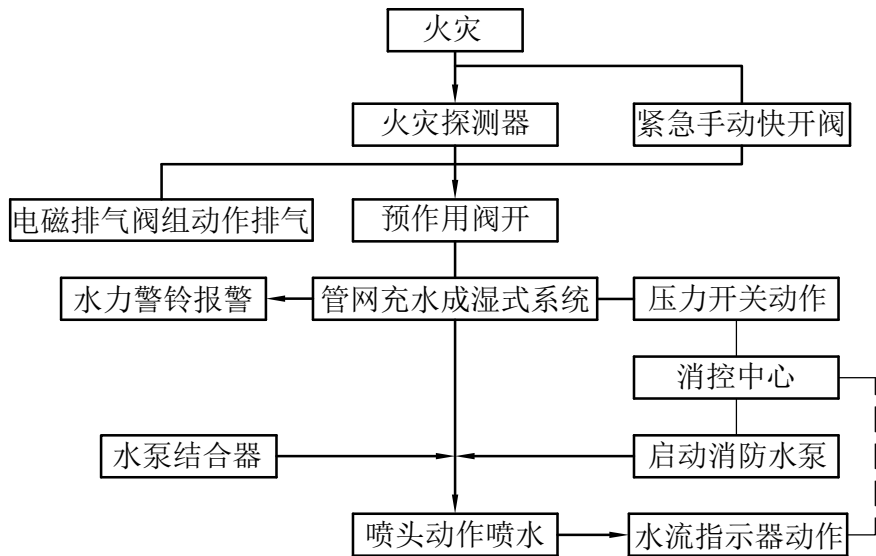 火灾
火灾探测器
紧急手动快开阀
电磁排气阀组动作排气
预作用阀开
水力警铃报警
管网充水成湿式系统
压力开关动作
消控中心
水泵结合器
启动消防水泵
喷头动作喷水
水流指示器动作